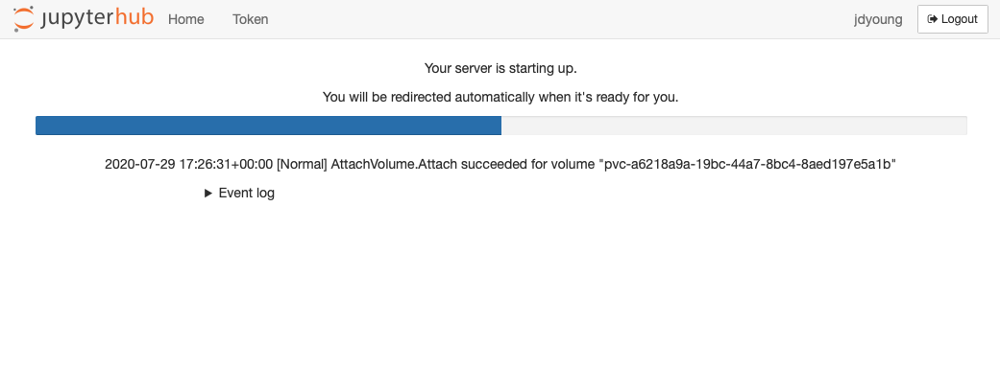 jupyterhub Home Token jdyoung Logout
Your server is starting up.
You will be redirected automatically when it's ready for you.
2020-07-29 17:26:31+00:00 [Normal] AttachVolume.Attach succeeded for volume "pvc-a6218a9a-19bc-44a7-8bc4-8aed197e5a1b"
Event log